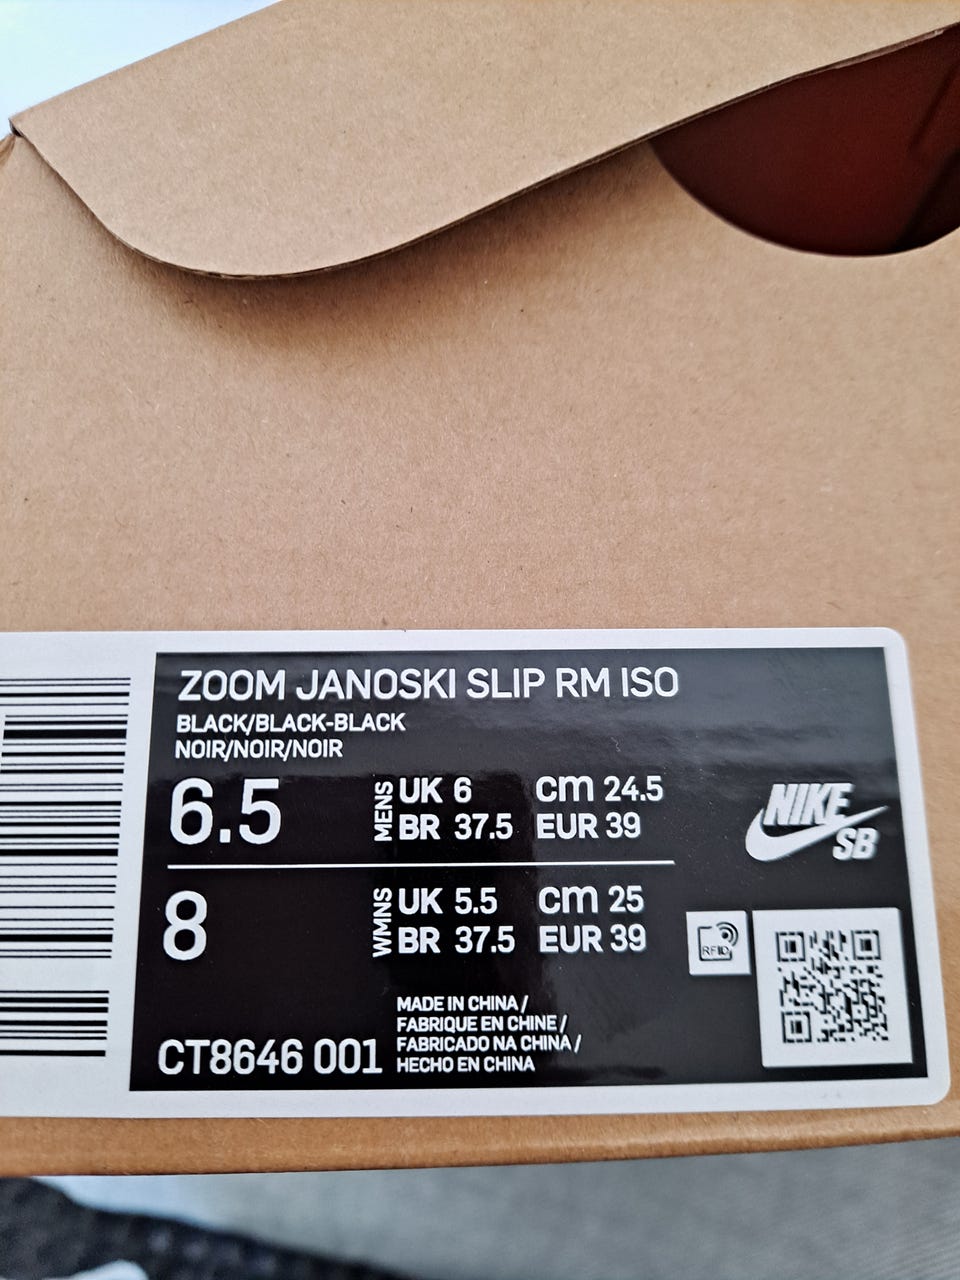 ZOOM JANOSKI SLIP RM ISO
BLACK/BLACK-BLACK
NOIR/NOIR/NOIR
6.5 MENS UK 6 cm 24.5
BR 37.5 EUR 39
8 WMNS UK 5.5 cm 25
BR 37.5 EUR 39
NIKE
SB
RFID
MADE IN CHINA /
FABRIQUE EN CHINE /
FABRICADO NA CHINA /
HECHO EN CHINA
CT8646 001